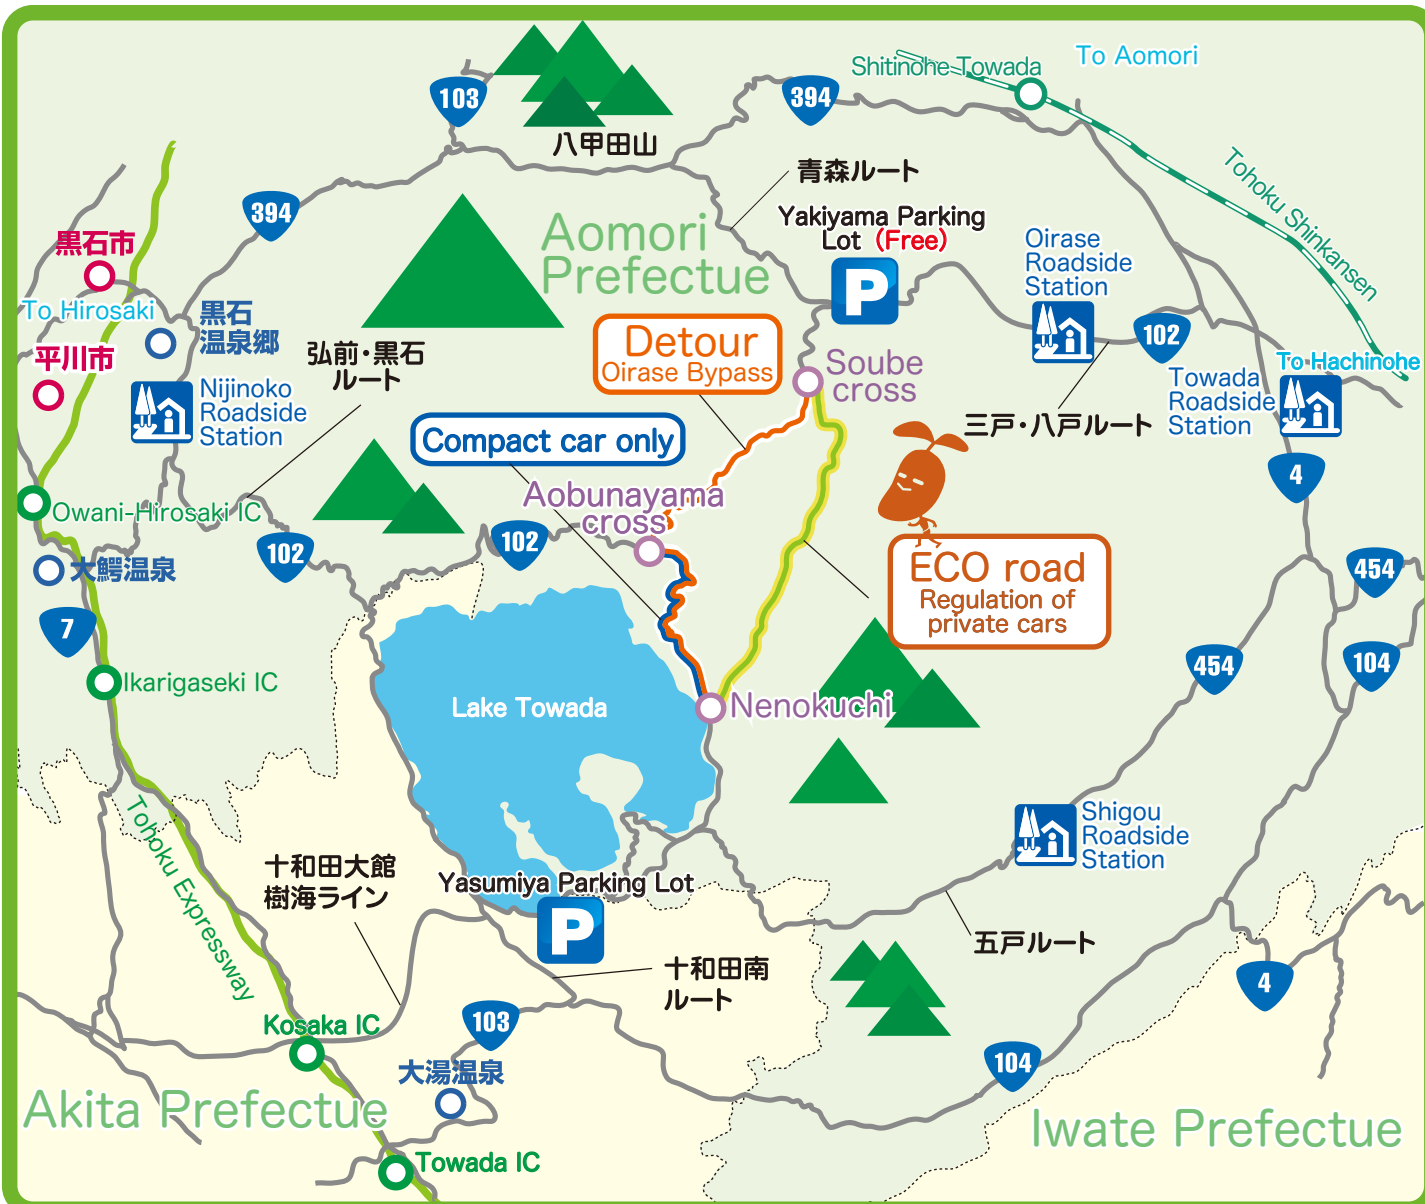 Shitinohe Towada
To Aomori
103
394
八甲田山
青森ルート
Tohoku Shinkansen
394
Aomori
Prefectue
Yakiyama Parking
Lot (Free)
P
Oirase
Roadside
Station
黒石市
To Hirosaki
黒石
温泉郷
平川市
弘前・黒石
ルート
Detour
Oirase Bypass
Soube
cross
102
To Hachinohe
Towada
Roadside
Station
三戸・八戸ルート
Nijinoko
Roadside
Station
Compact car only
4
Aobunayama
cross
Owani-Hirosaki IC
102
102
大鰐温泉
ECO road
Regulation of
private cars
454
7
454
104
Ikarigaseki IC
Lake Towada
Nenokuchi
Tohoku Expressway
Shigou
Roadside
Station
十和田大館
樹海ライン
Yasumiya Parking Lot
P
五戸ルート
十和田南
ルート
4
Kosaka IC
103
大湯温泉
104
Akita Prefectue
Iwate Prefectue
Towada IC